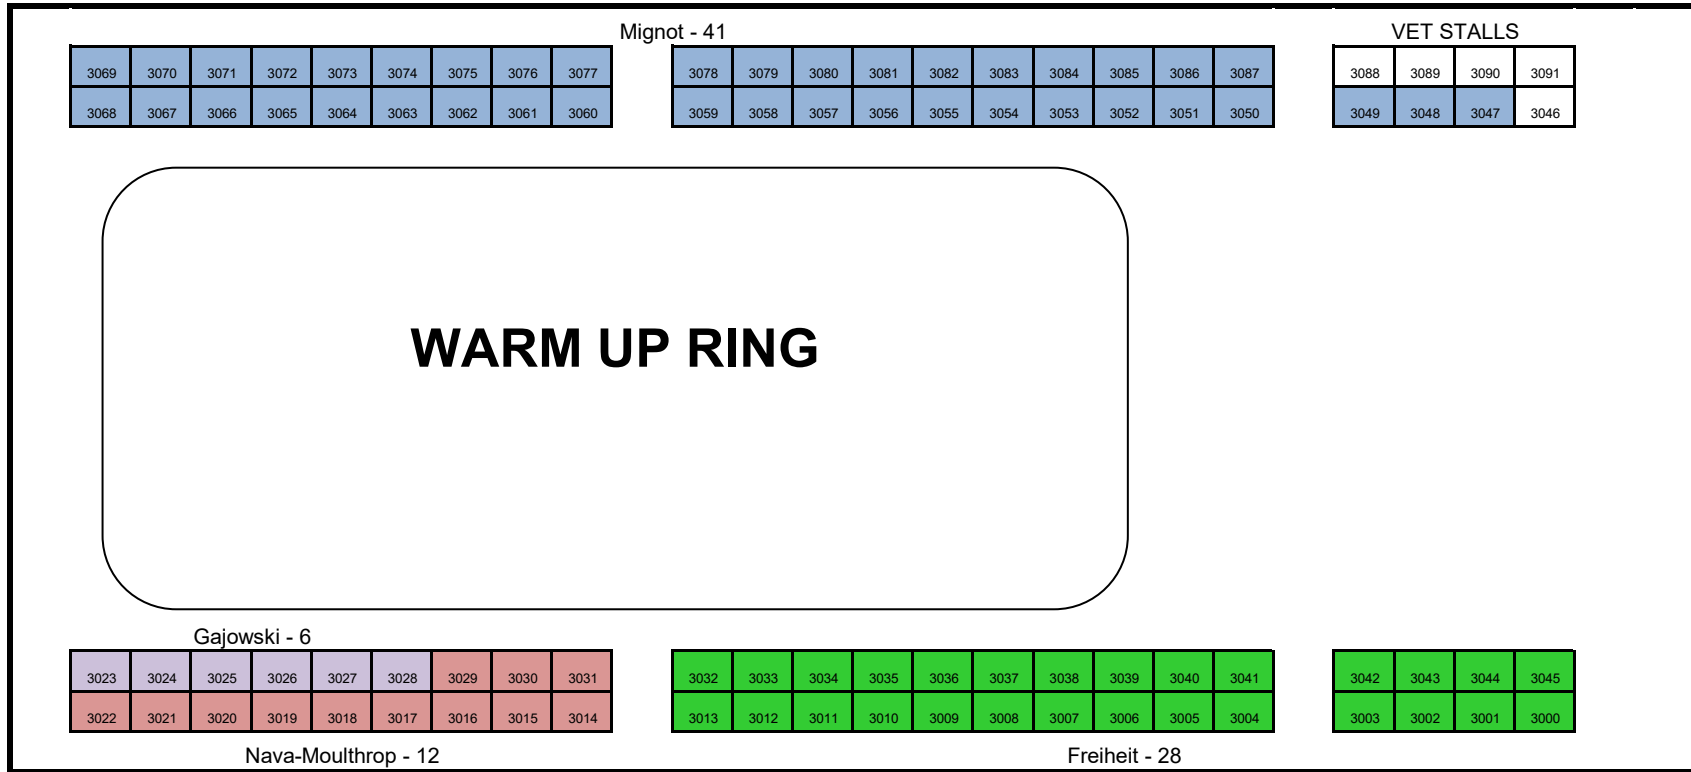 Mignot - 41 VET STALLS
3069 3070 3071 3072 3073 3074 3075 3076 3077 3078 3079 3080 3081 3082 3083 3084 3085 3086 3087 3088 3089 3090 3091
3068 3067 3066 3065 3064 3063 3062 3061 3060 3059 3058 3057 3056 3055 3054 3053 3052 3051 3050 3049 3048 3047 3046
WARM UP RING
Gajowski - 6
3023 3024 3025 3026 3027 3028 3029 3030 3031 3032 3033 3034 3035 3036 3037 3038 3039 3040 3041 3042 3043 3044 3045
3022 3021 3020 3019 3018 3017 3016 3015 3014 3013 3012 3011 3010 3009 3008 3007 3006 3005 3004 3003 3002 3001 3000
Nava-Moulthrop - 12 Freiheit - 28